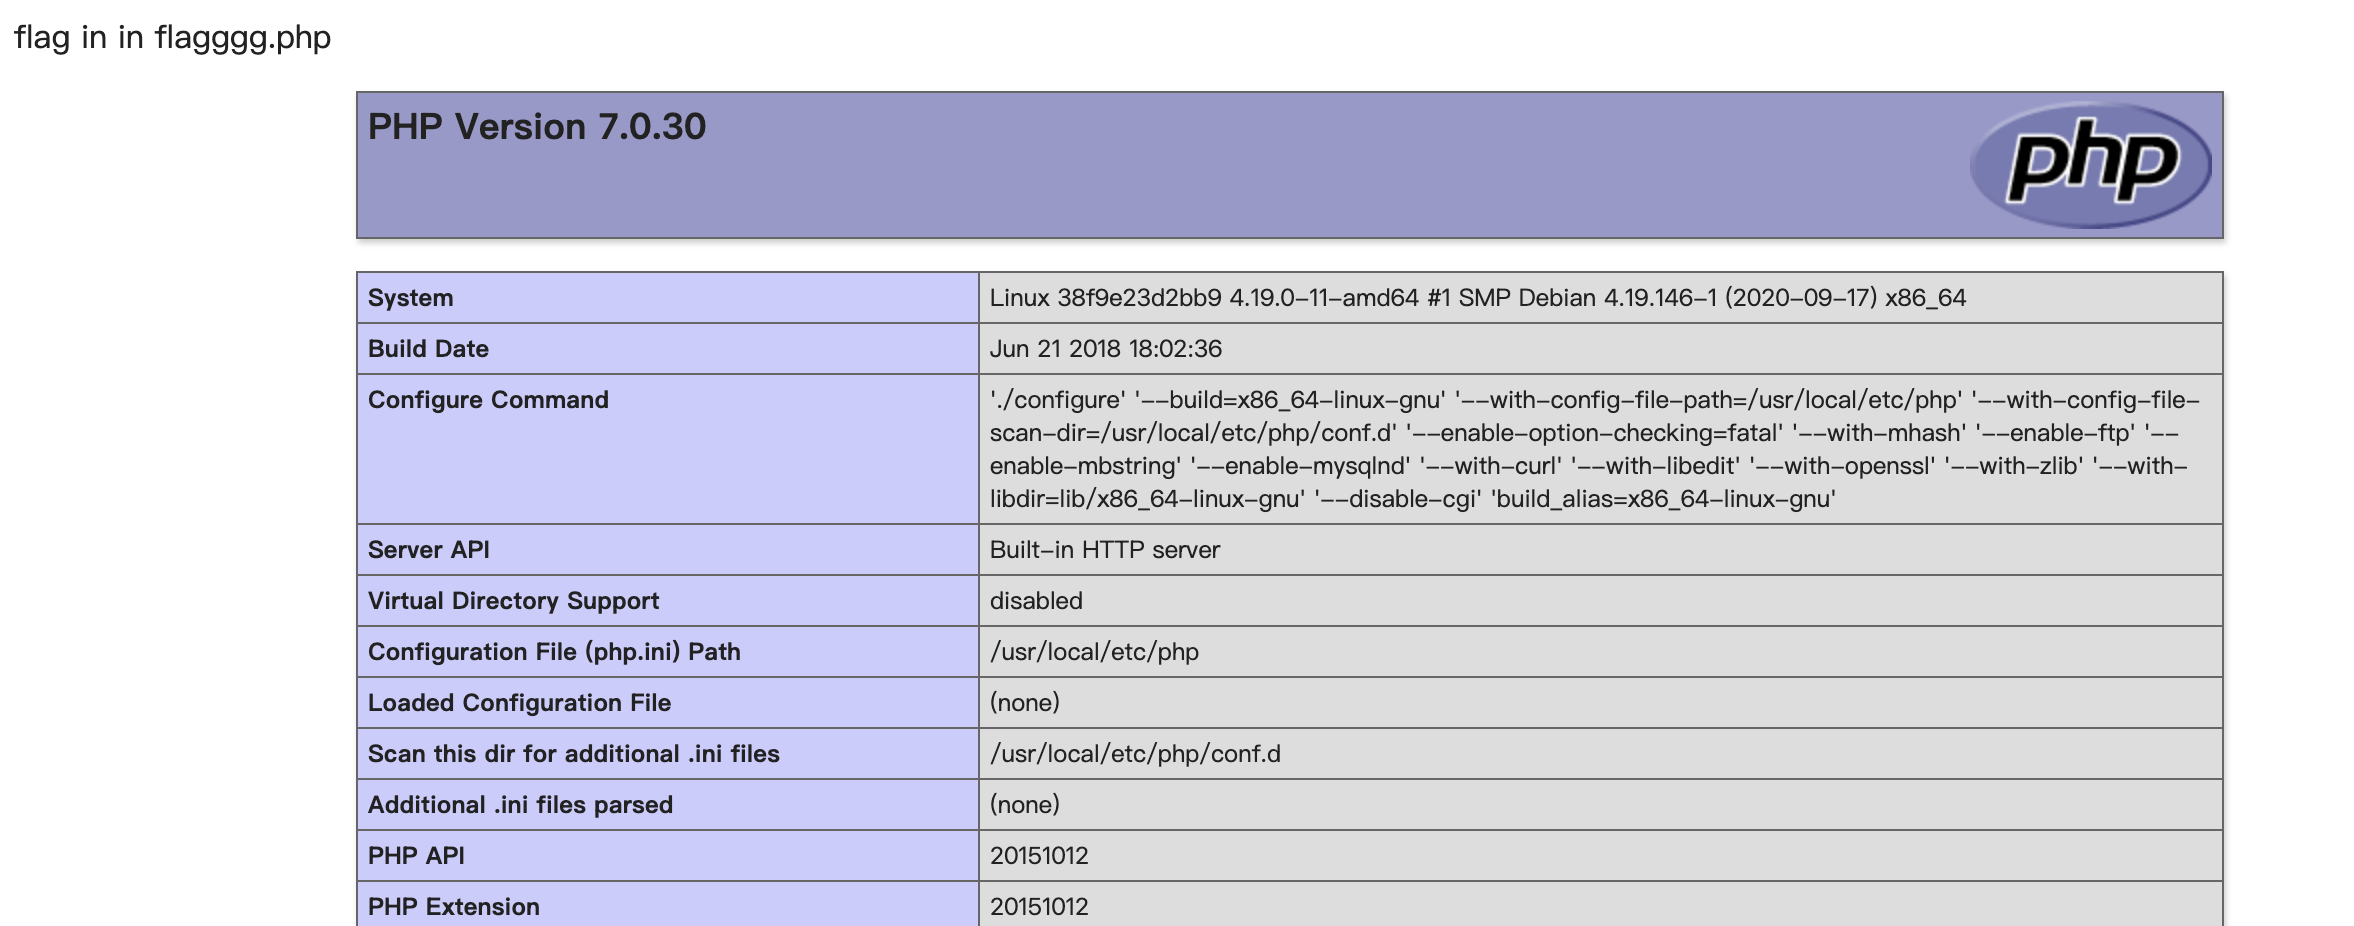 flag in in flagggg.php
PHP Version 7.0.30
php
System
Linux 38f9e23d2bb9 4.19.0-11-amd64 #1 SMP Debian 4.19.146-1 (2020-09-17) x86_64
Build Date
Jun 21 2018 18:02:36
Configure Command
'./configure' '--build=x86_64-linux-gnu' '--with-config-file-path=/usr/local/etc/php' '--with-config-file-
scan-dir=/usr/local/etc/php/conf.d' '--enable-option-checking=fatal' '--with-mhash' '--enable-ftp' '--
enable-mbstring' '--enable-mysqlnd' '--with-curl' '--with-libedit' '--with-openssl' '--with-zlib' '--with-
libdir=lib/x86_64-linux-gnu' '--disable-cgi' 'build_alias=x86_64-linux-gnu'
Server API
Built-in HTTP server
Virtual Directory Support
disabled
Configuration File (php.ini) Path
/usr/local/etc/php
Loaded Configuration File
(none)
Scan this dir for additional .ini files
/usr/local/etc/php/conf.d
Additional .ini files parsed
(none)
PHP API
20151012
PHP Extension
20151012